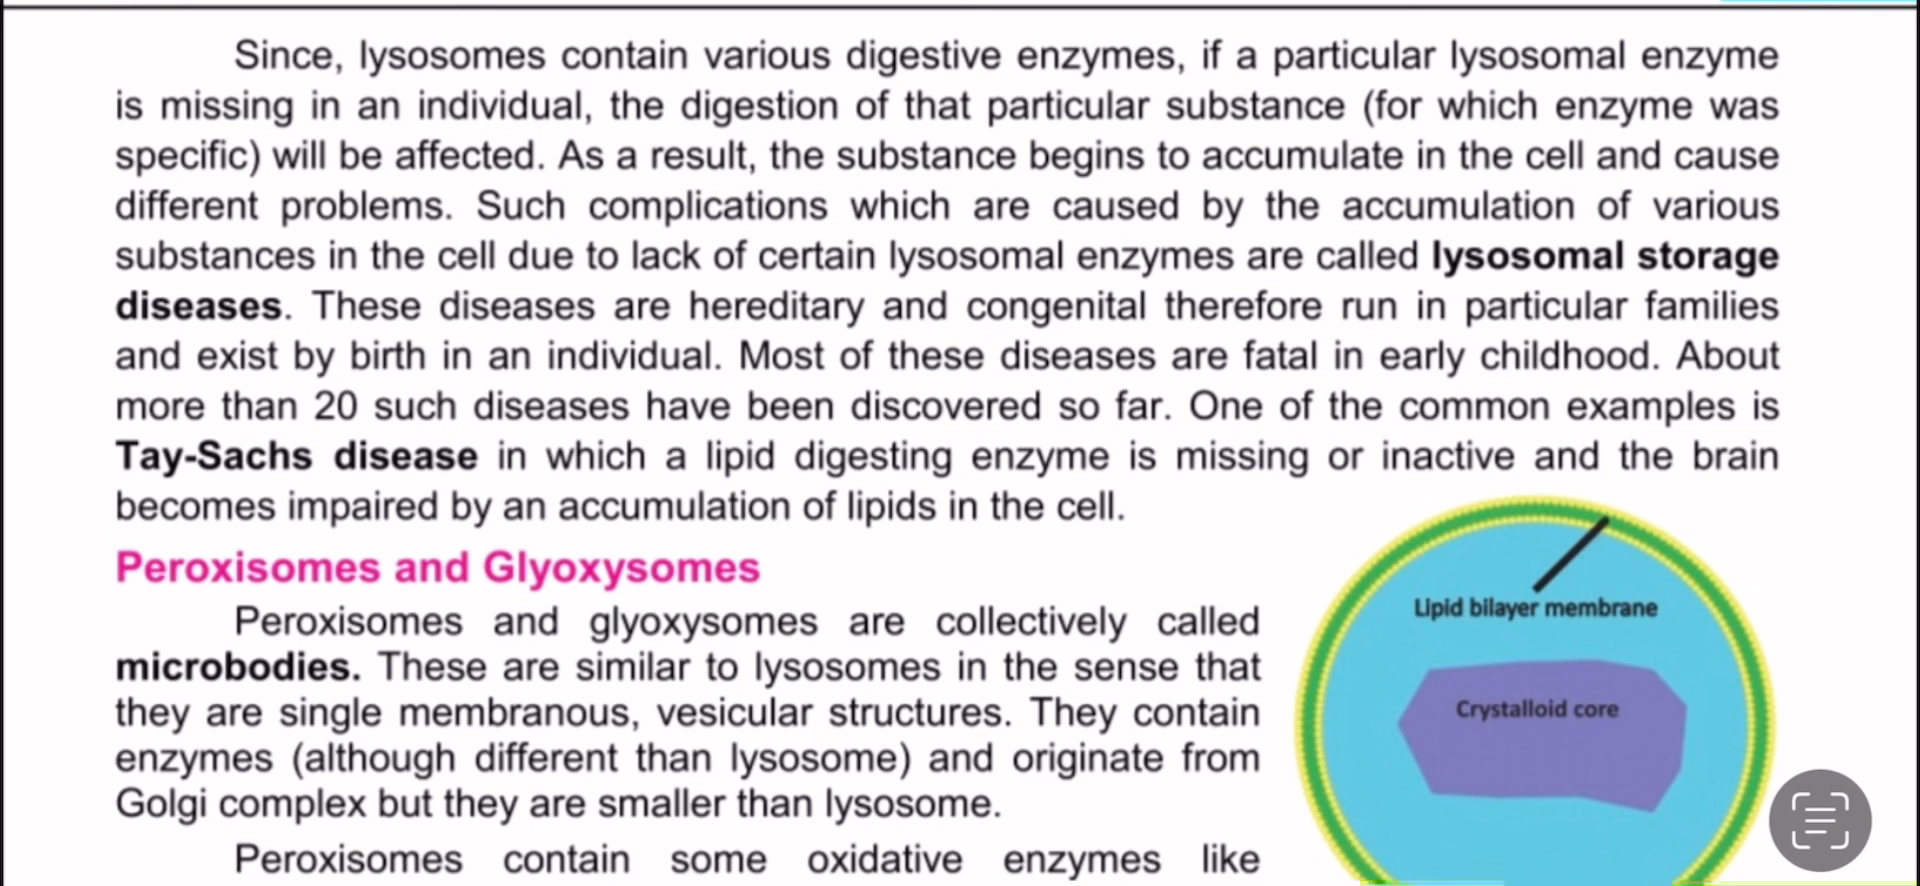 Since, lysosomes contain various digestive enzymes, if a particular lysosomal enzyme
is missing in an individual, the digestion of that particular substance (for which enzyme was
specific) will be affected. As a result, the substance begins to accumulate in the cell and cause
different problems. Such complications which are caused by the accumulation of various
substances in the cell due to lack of certain lysosomal enzymes are called lysosomal storage
diseases. These diseases are hereditary and congenital therefore run in particular families
and exist by birth in an individual. Most of these diseases are fatal in early childhood. About
more than 20 such diseases have been discovered so far. One of the common examples is
Tay-Sachs disease in which a lipid digesting enzyme is missing or inactive and the brain
becomes impaired by an accumulation of lipids in the cell.
Peroxisomes and Glyoxysomes
Peroxisomes and glyoxysomes are collectively called
microbodies. These are similar to lysosomes in the sense that
they are single membranous, vesicular structures. They contain
enzymes (although different than lysosome) and originate from
Golgi complex but they are smaller than lysosome.
Peroxisomes contain some oxidative enzymes like
Lipid bilayer membrane
Crystalloid core